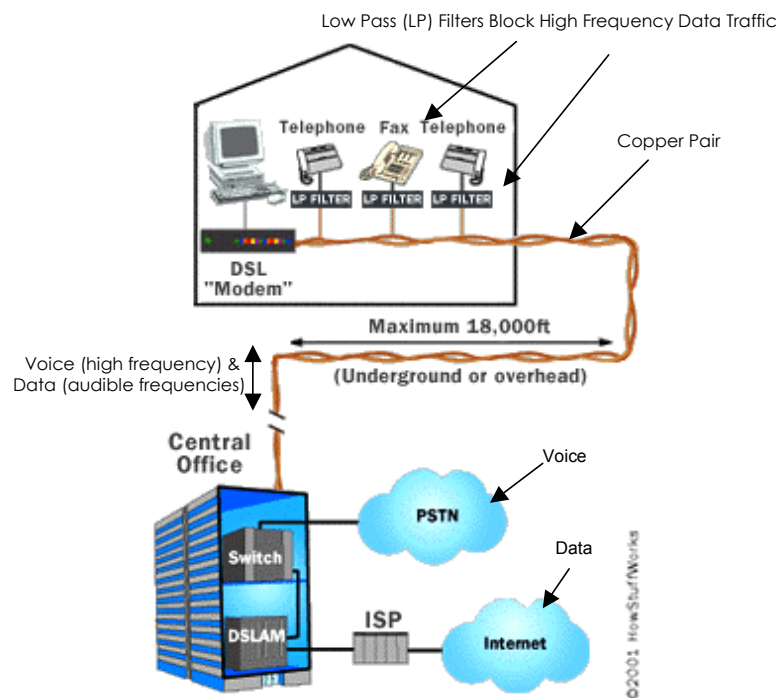 Low Pass (LP) Filters Block High Frequency Data Traffic
Telephone Fax Telephone
Copper Pair
LP FILTER LP FILTER LP FILTER
DSL
"Modem"
Maximum 18,000ft
Voice (high frequency) &
Data (audible frequencies)
(Underground or overhead)
Central
Office
Voice
PSTN
Switch
Data
ISP
DSLAM
Internet
©2001 HowStuffWorks